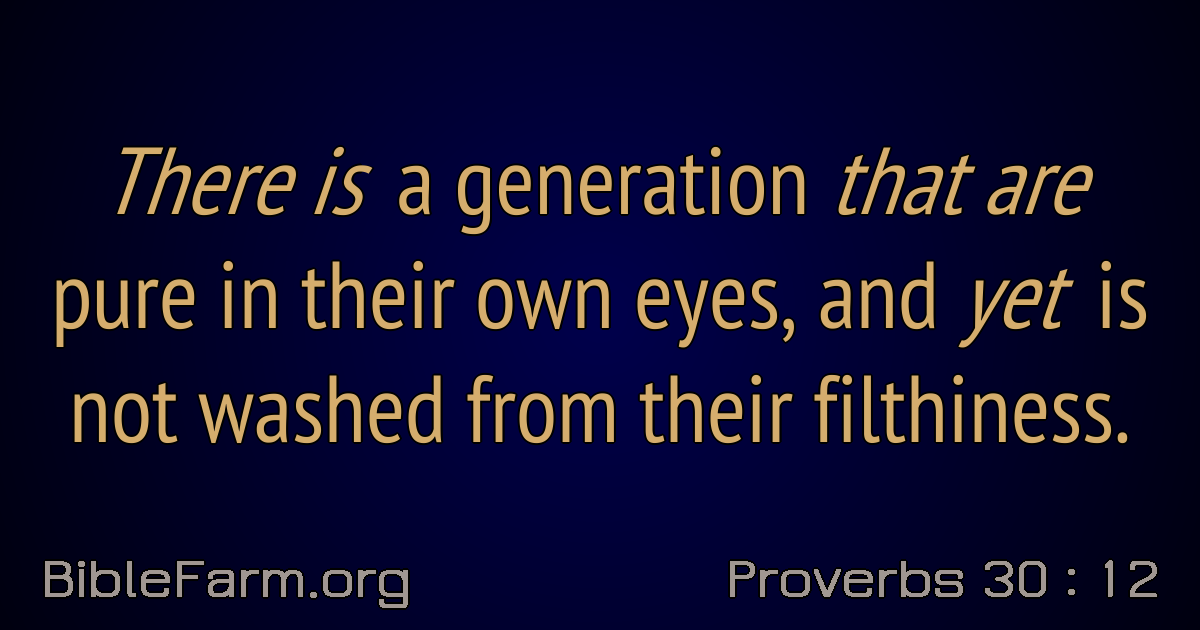 There is a generation that are
pure in their own eyes, and yet is
not washed from their filthiness.
BibleFarm.org
Proverbs 30 : 12